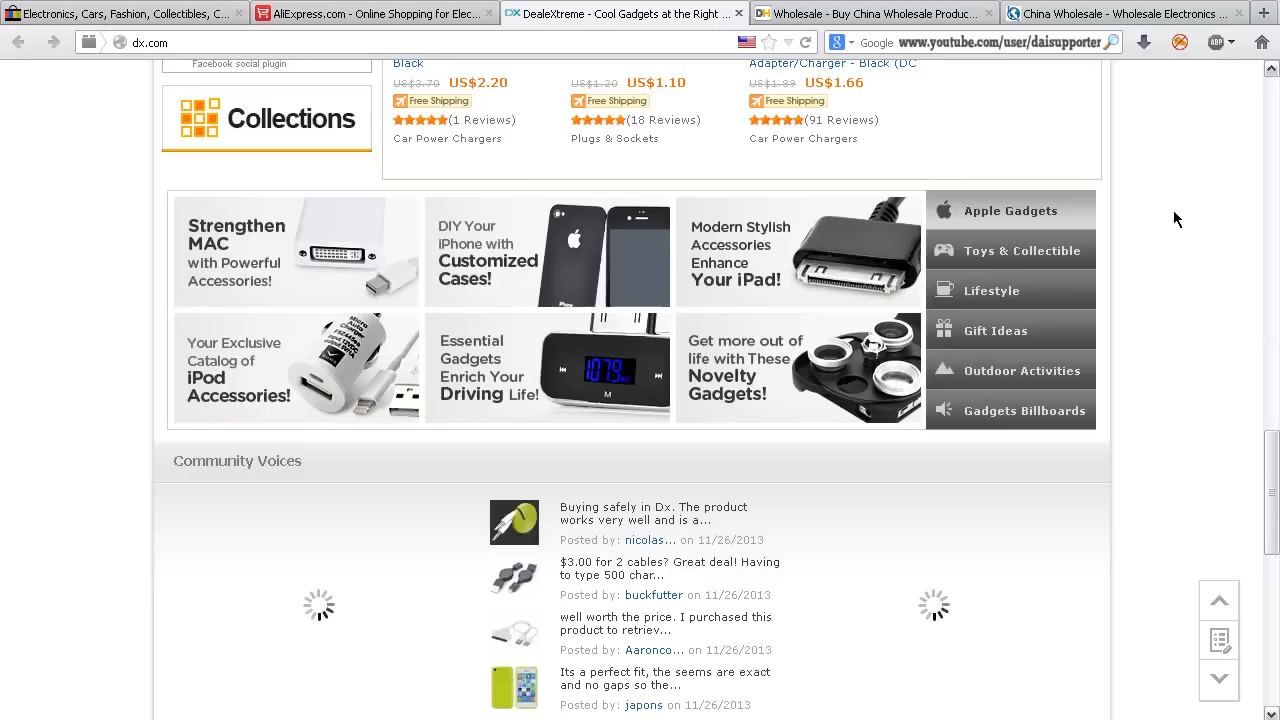 Electronics, Cars, Fashion, Collectibles, C...
AliExpress.com - Online Shopping for Elec...
DealeXtreme - Cool Gadgets at the Right ...
Wholesale - Buy China Wholesale Produc...
China Wholesale - Wholesale Electronics ...
dx.com
Google
www.youtube.com/user/daisupporter
ABP
Facebook social plugin
Collections
Black
US$3.70 US$2.20
Free Shipping
(1 Reviews)
Car Power Chargers
US$1.20 US$1.10
Free Shipping
(18 Reviews)
Plugs & Sockets
Adapter/Charger - Black (DC
US$1.89 US$1.66
Free Shipping
(91 Reviews)
Car Power Chargers
Strengthen
MAC
with Powerful
Accessories!
DIY Your
iPhone with
Customized
Cases!
iPhone
Modern Stylish
Accessories
Enhance
Your iPad!
Your Exclusive
Catalog of
iPod
Accessories!
Essential
Gadgets
Enrich Your
Driving Life!
107.9
M
Get more out of
life with These
Novelty
Gadgets!
Apple Gadgets
Toys & Collectible
Lifestyle
Gift Ideas
Outdoor Activities
Gadgets Billboards
Community Voices
Buying safely in Dx. The product
works very well and is a...
Posted by: nicolas... on 11/26/2013
$3.00 for 2 cables? Great deal! Having
to type 500 char...
Posted by: buckfutter on 11/26/2013
well worth the price. I purchased this
product to retriev...
Posted by: Aaronco... on 11/26/2013
Its a perfect fit, the seems are exact
and no gaps so the...
Posted by: japons on 11/26/2013